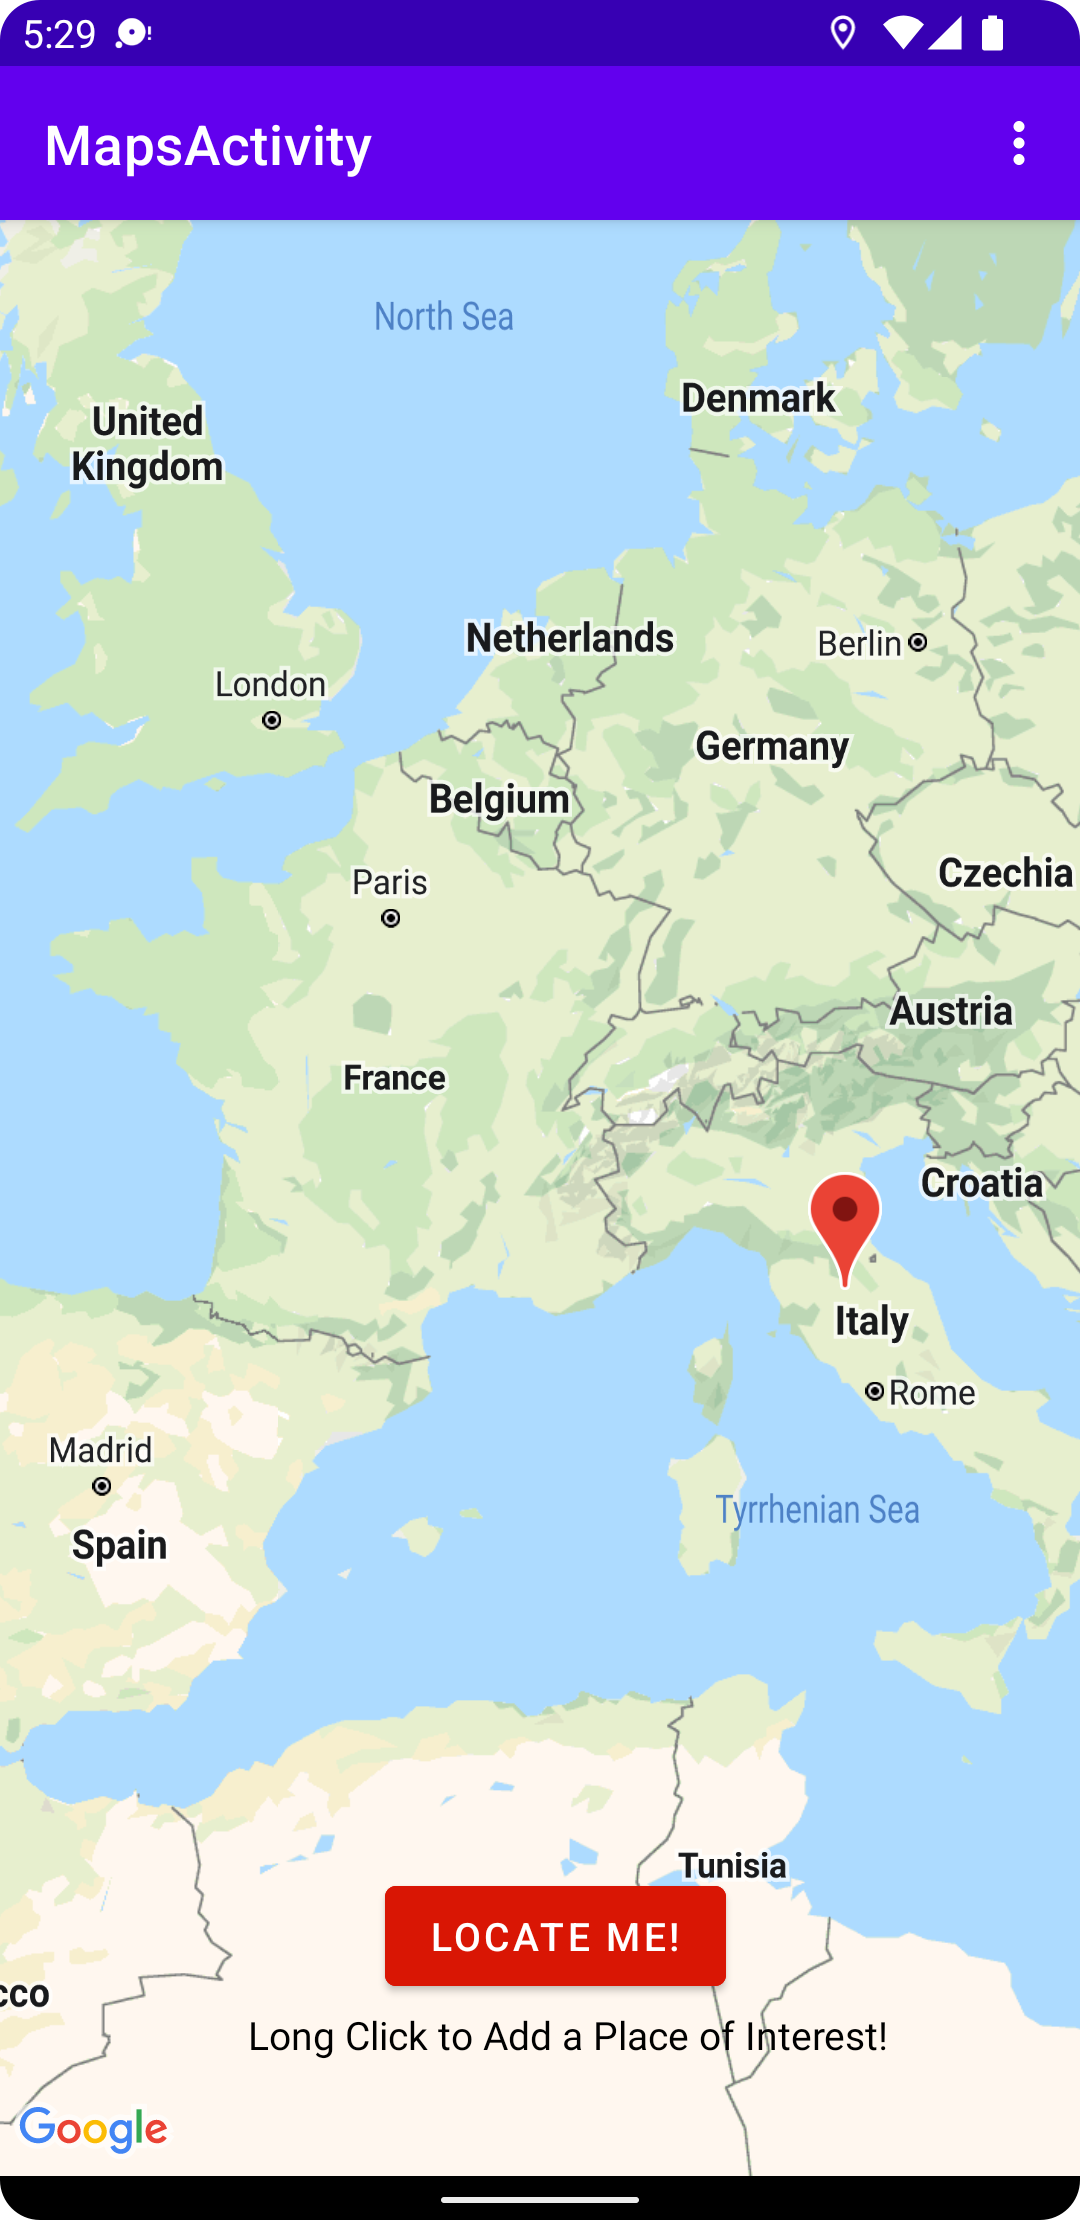 5:29
MapsActivity
North Sea
Denmark
United
Kingdom
Netherlands
Berlin
London
Germany
Belgium
Czechia
Paris
Austria
France
Croatia
Italy
Rome
Madrid
Tyrrhenian Sea
Spain
Tunisia
LOCATE ME!
cco
Long Click to Add a Place of Interest!
Google